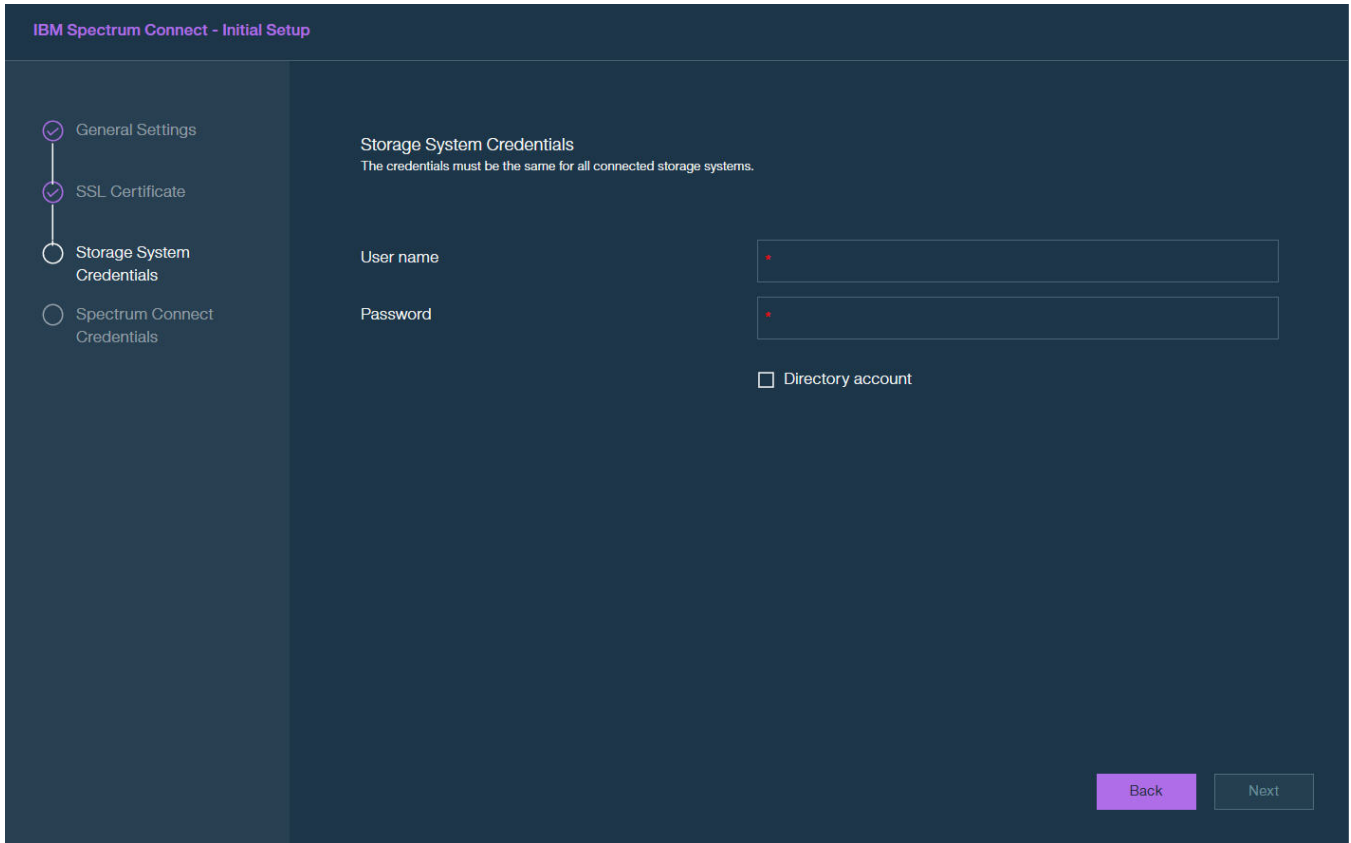 IBM Spectrum Connect - Initial Setup
General Settings
SSL Certificate
Storage System
Credentials
Spectrum Connect
Credentials
Storage System Credentials
The credentials must be the same for all connected storage systems.
User name
*
Password
*
Directory account
Back
Next